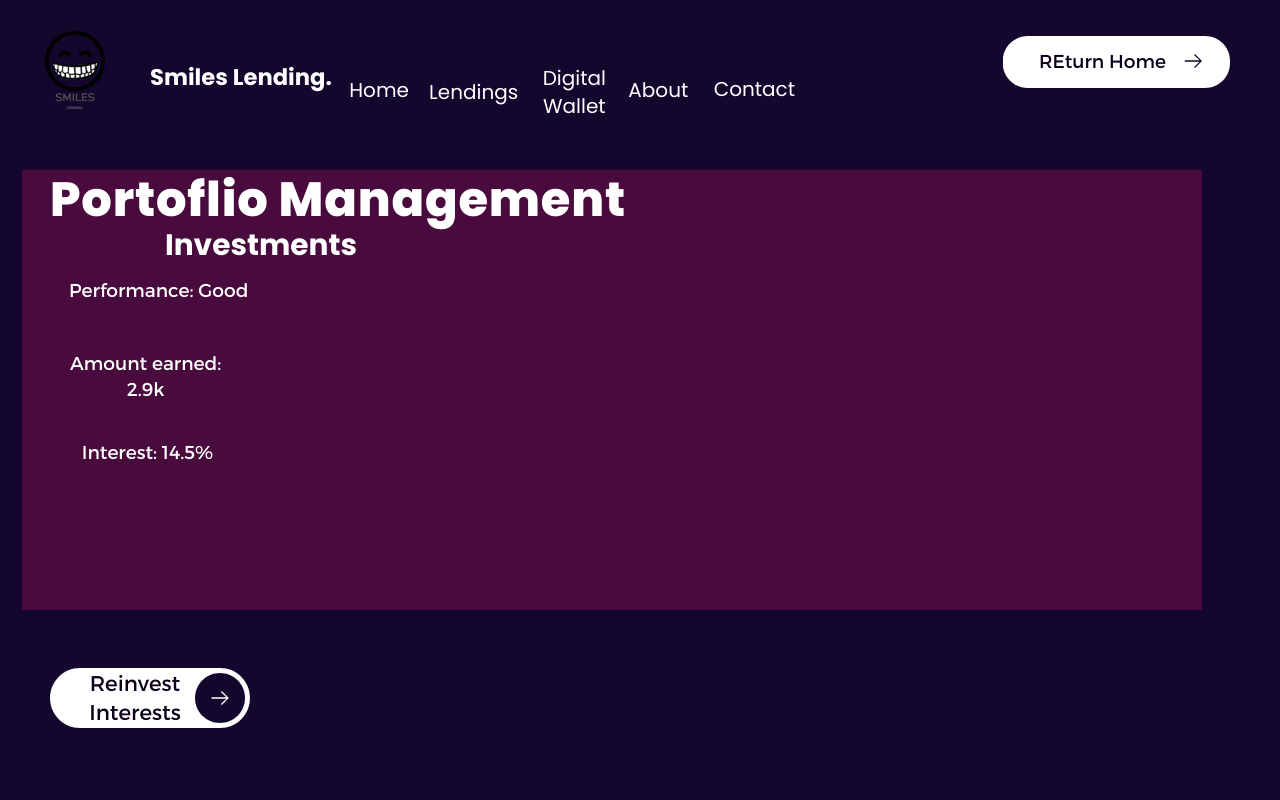 SMILES
LENDING
Smiles Lending.
Home
Lendings
Digital
Wallet
About
Contact
REturn Home
Portoflio Management
Investments
Performance: Good
Amount earned:
2.9k
Interest: 14.5%
Reinvest
Interests